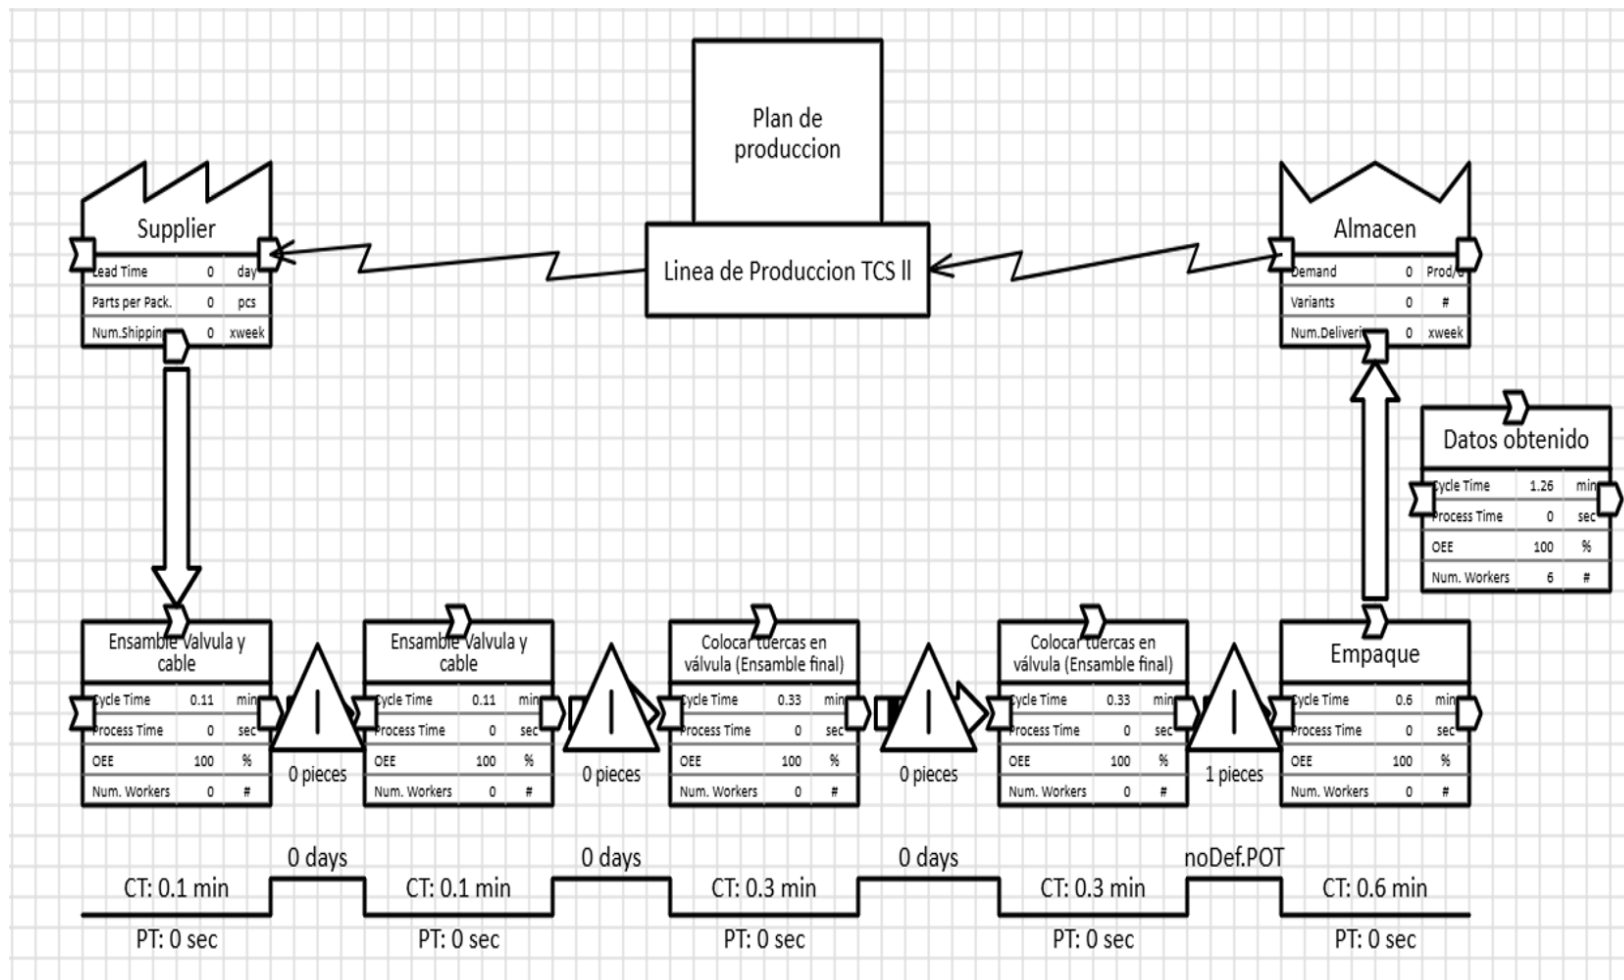 Plan de
produccion
Linea de Produccion TCS ll
Supplier
Lead Time 0 day
Parts per Pack. 0 pcs
Num.Shippin 0 xweek
Almacen
Demand 0 Prod/
Variants 0 #
Num.Deliveri 0 xweek
Datos obtenido
Cycle Time 1.26 min
Process Time 0 sec
OEE 100 %
Num. Workers 6 #
Ensamble Valvula y
cable
Cycle Time 0.11 min
Process Time 0 sec
OEE 100 %
Num. Workers 0 #
0 pieces
Ensamble Valvula y
cable
Cycle Time 0.11 min
Process Time 0 sec
OEE 100 %
Num. Workers 0 #
0 pieces
Colocar tuercas en
válvula (Ensamble final)
Cycle Time 0.33 min
Process Time 0 sec
OEE 100 %
Num. Workers 0 #
0 pieces
Colocar tuercas en
válvula (Ensamble final)
Cycle Time 0.33 min
Process Time 0 sec
OEE 100 %
Num. Workers 0 #
1 pieces
Empaque
Cycle Time 0.6 min
Process Time 0 sec
OEE 100 %
Num. Workers 0 #
0 days
0 days
0 days
noDef.POT
CT: 0.1 min
CT: 0.1 min
CT: 0.3 min
CT: 0.3 min
CT: 0.6 min
PT: 0 sec
PT: 0 sec
PT: 0 sec
PT: 0 sec
PT: 0 sec